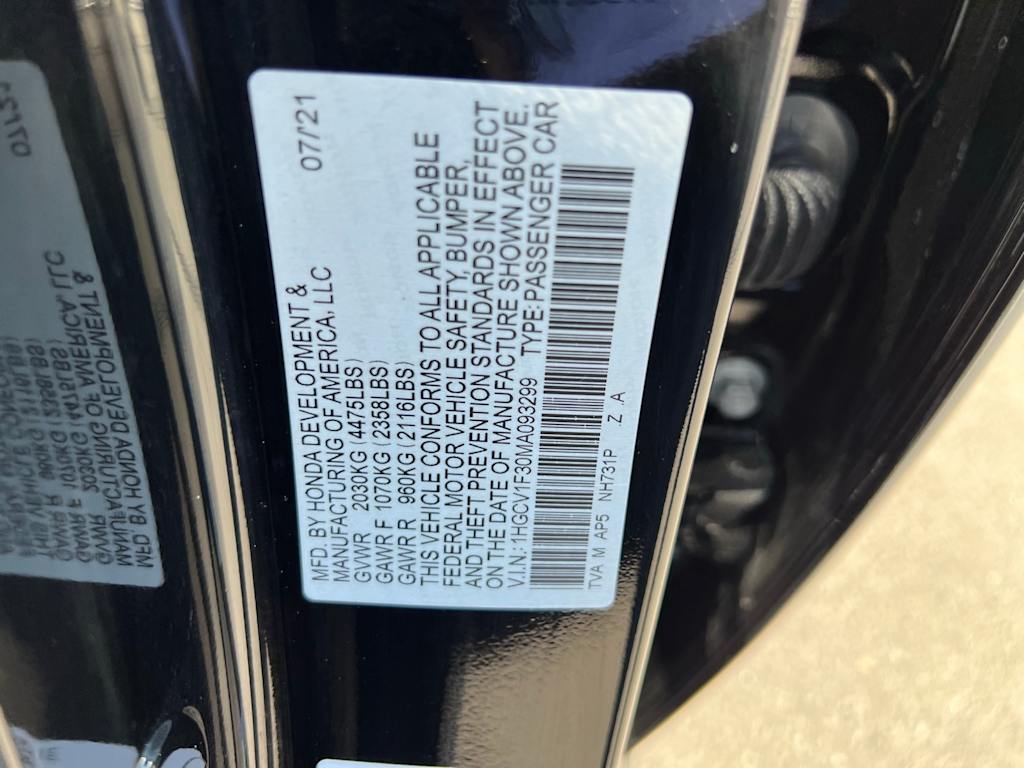 MFD. BY HONDA DEVELOPMENT & 07/21
MANUFACTURING OF AMERICA, LLC
GVWR 2030KG (4475LBS)
GAWR F 1070KG (2358LBS)
GAWR R 960KG (2116LBS)
THIS VEHICLE CONFORMS TO ALL APPLICABLE
FEDERAL MOTOR VEHICLE SAFETY, BUMPER,
AND THEFT PREVENTION STANDARDS IN EFFECT
ON THE DATE OF MANUFACTURE SHOWN ABOVE.
V.I.N.: 1HGCV1F30MA093299 TYPE: PASSENGER CAR
TVA M AP5 NH731P Z A